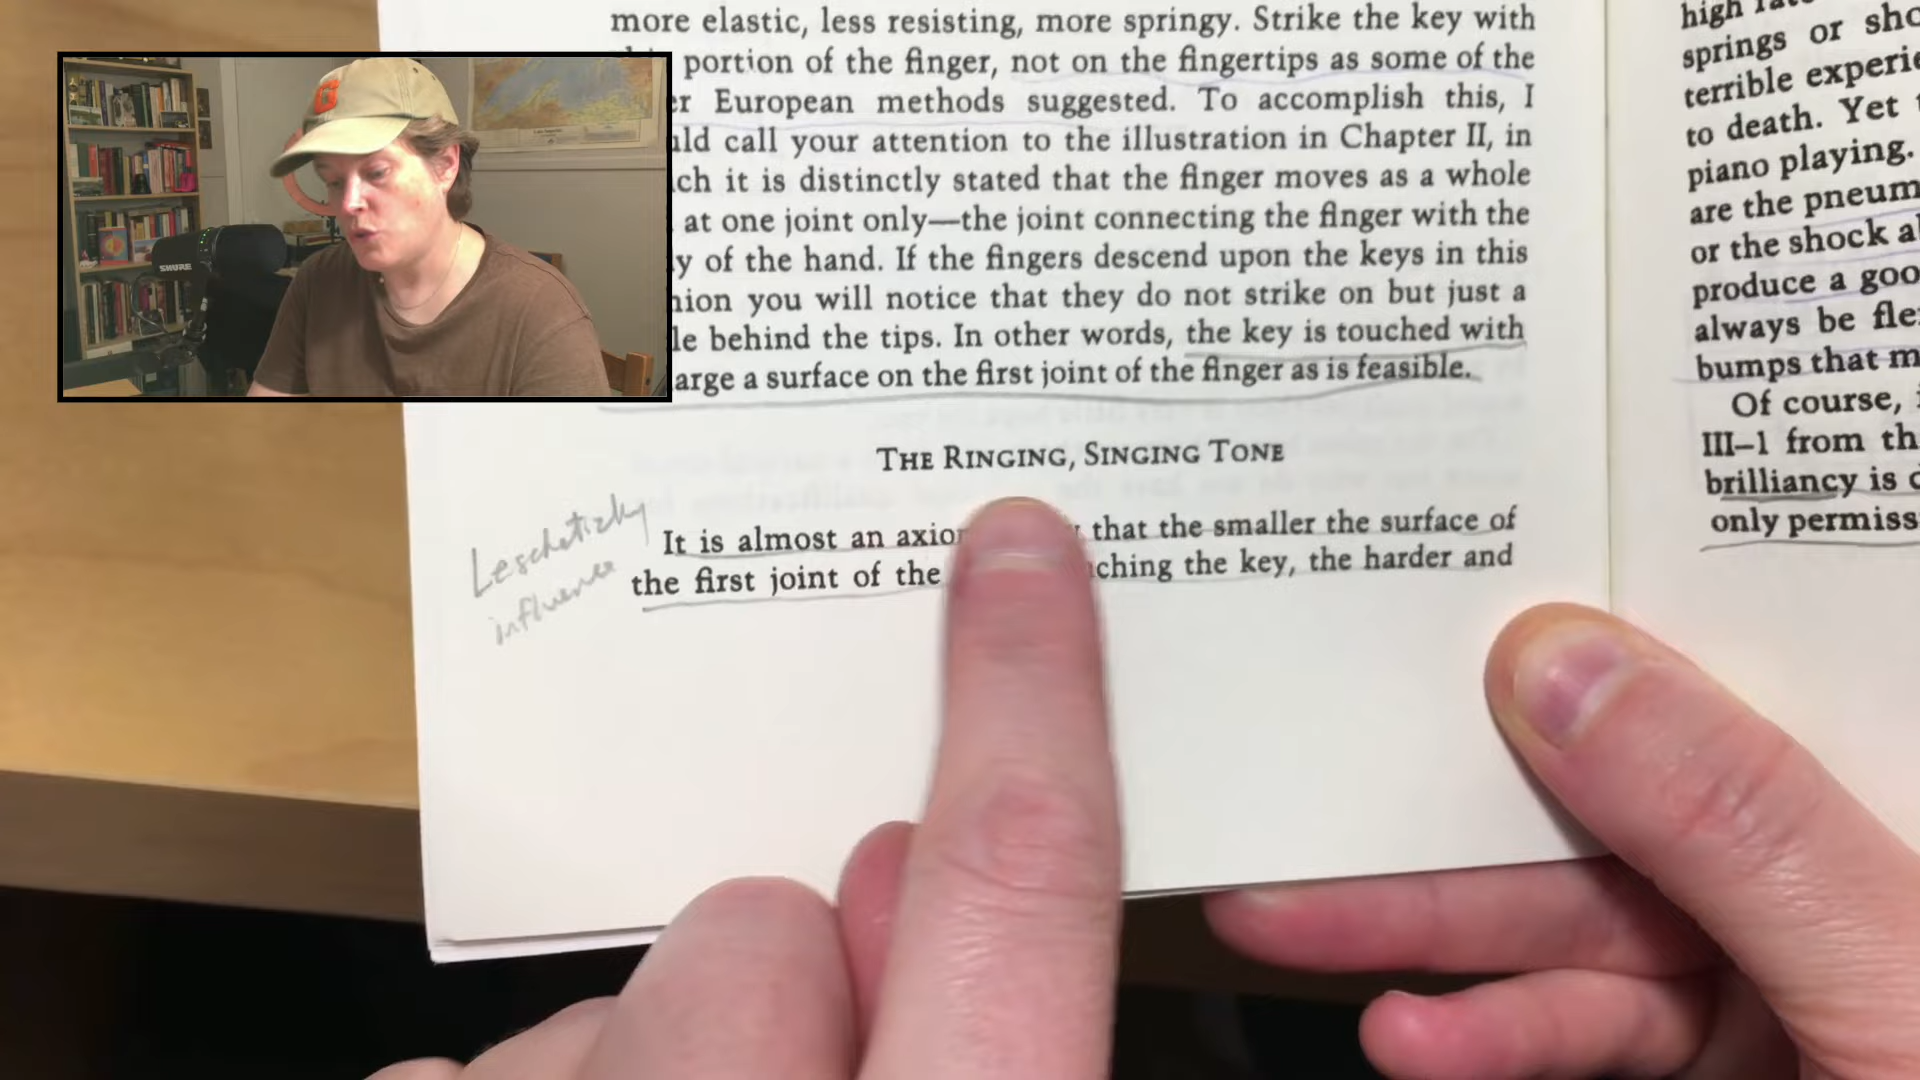 more elastic, less resisting, more springy. Strike the key with
portion of the finger, not on the fingertips as some of the
er European methods suggested. To accomplish this, I
uld call your attention to the illustration in Chapter II, in
ch it is distinctly stated that the finger moves as a whole
at one joint only—the joint connecting the finger with the
y of the hand. If the fingers descend upon the keys in this
hion you will notice that they do not strike on but just a
le behind the tips. In other words, the key is touched with
arge a surface on the first joint of the finger as is feasible.
THE RINGING, SINGING TONE
It is almost an axio that the smaller the surface of
the first joint of the ching the key, the harder and
Leschetizky
influence
high
springs or sho
terrible experie
to death. Yet
piano playing.
are the pneum
or the shock a
produce a goo
always be fle
bumps that m
Of course,
III–1 from th
brilliancy is
only permiss
SHURE